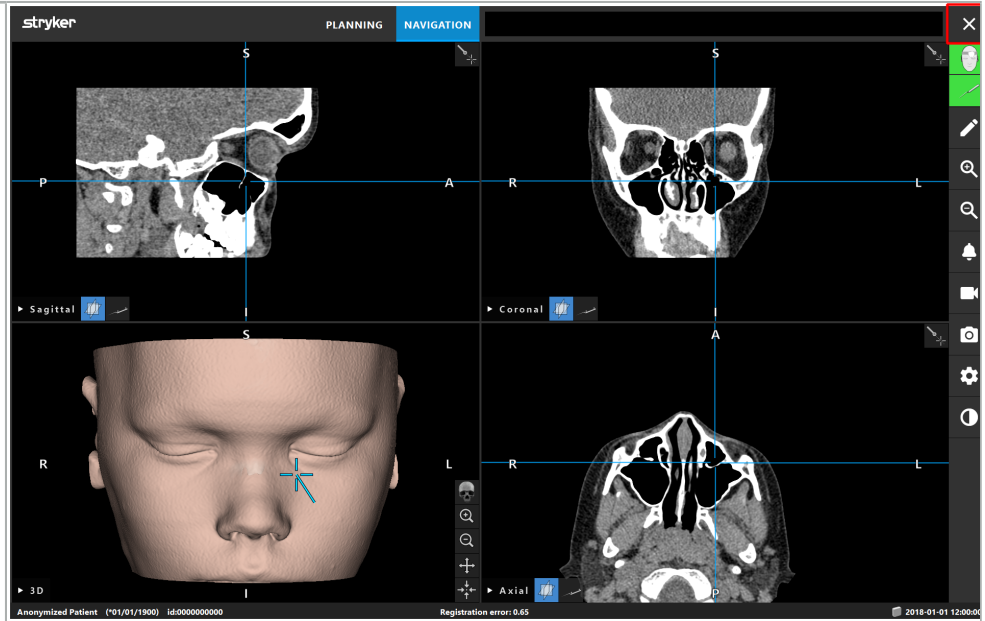 stryker
PLANNING
NAVIGATION
S
S
P
A
R
L
Sagittal
I
Coronal
I
S
A
R
L
R
L
3D
I
Axial
P
Anonymized Patient (*01/01/1900) id:0000000000
Registration error: 0.65
2018-01-01 12:00:00